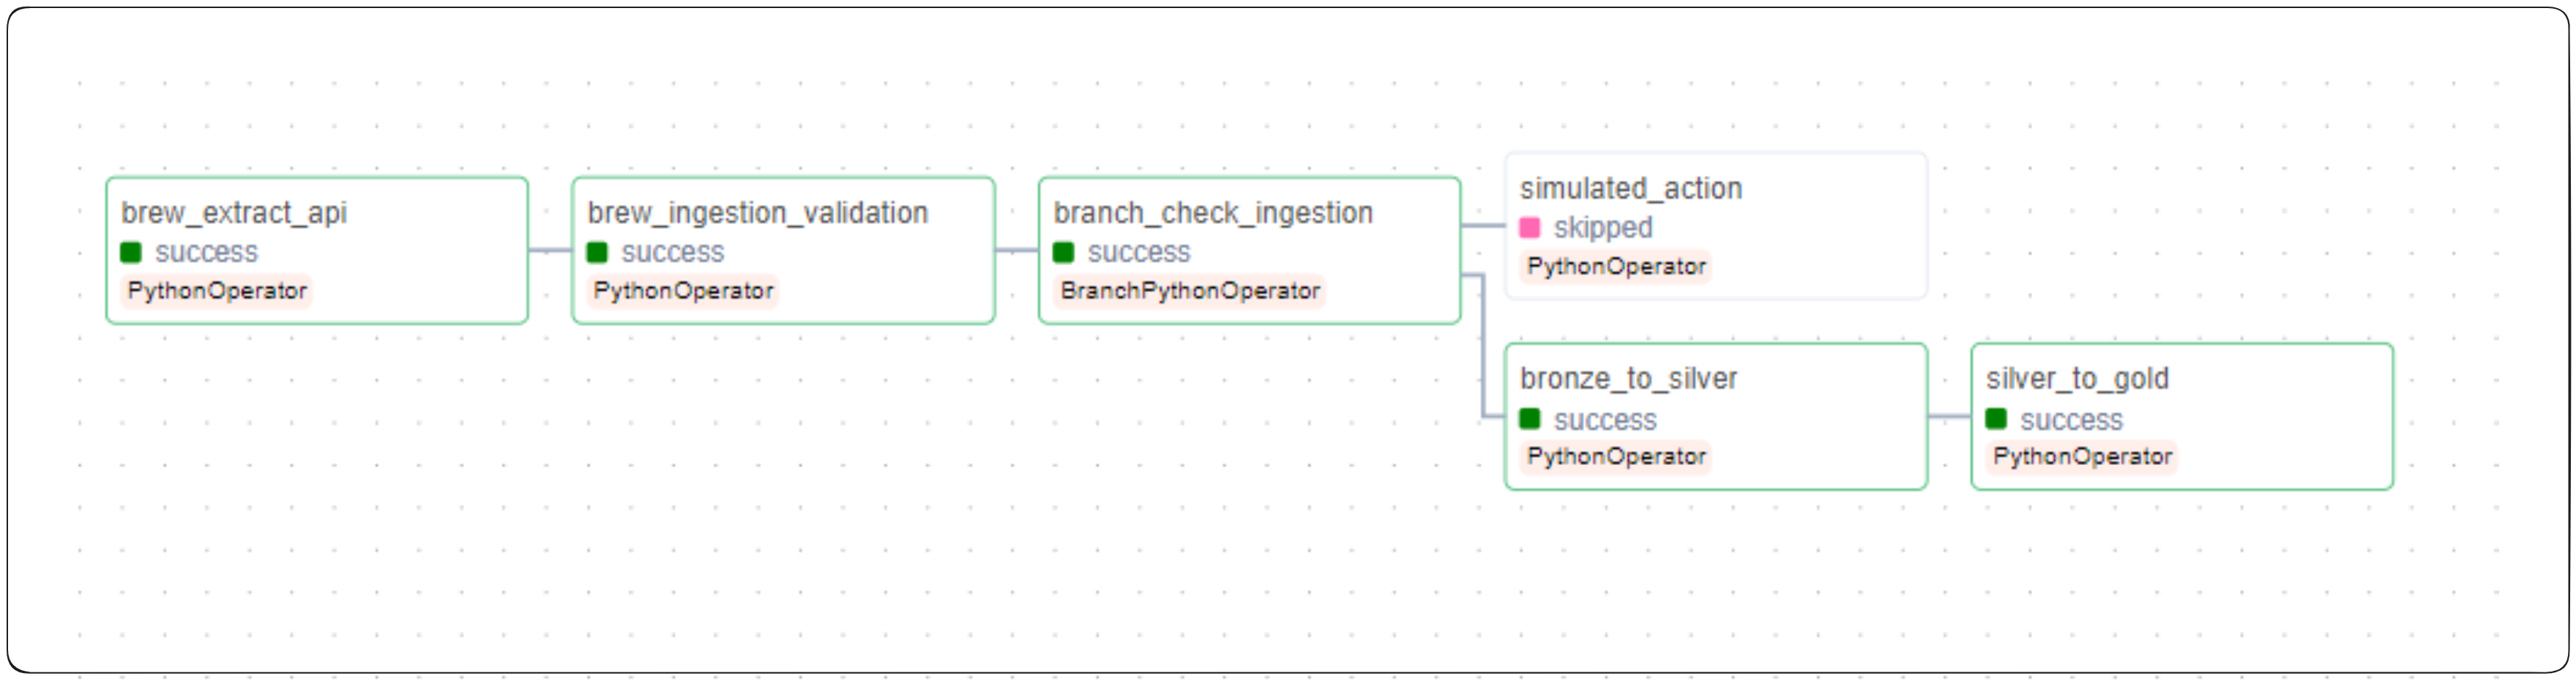 brew_extract_api
success
PythonOperator
brew_ingestion_validation
success
PythonOperator
branch_check_ingestion
success
BranchPythonOperator
simulated_action
skipped
PythonOperator
bronze_to_silver
success
PythonOperator
silver_to_gold
success
PythonOperator